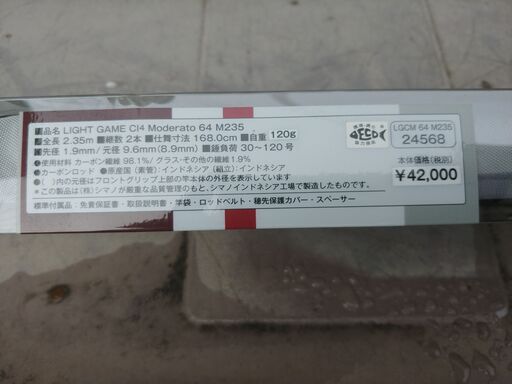 ■品名 LIGHT GAME CI4 Moderato 64 M235
■全長 2.35m ■継数 2本 ■仕舞寸法 168.0cm ■自重 120g
■先径 1.9mm／元径 9.6mm(8.9mm) ■錘負荷 30～120号
●使用材料 カーボン繊維 98.1%／グラス・その他の繊維1.9%
●カーボンロッド ●原産国（素管）：インドネシア（組立）：インドネシア
*( )内の元径はフロントグリップ上部の竿本体の外径を表示しています
*この製品は(株)シマノが厳重な品質管理のもと、シマノインドネシア工場で製造したものです。
標準付属品：免責保証書・取扱説明書・竿袋・ロッドベルト・穂先保護カバー・スペーサー
LGCM 64 M235
24568
本体価格(税別)
¥42,000